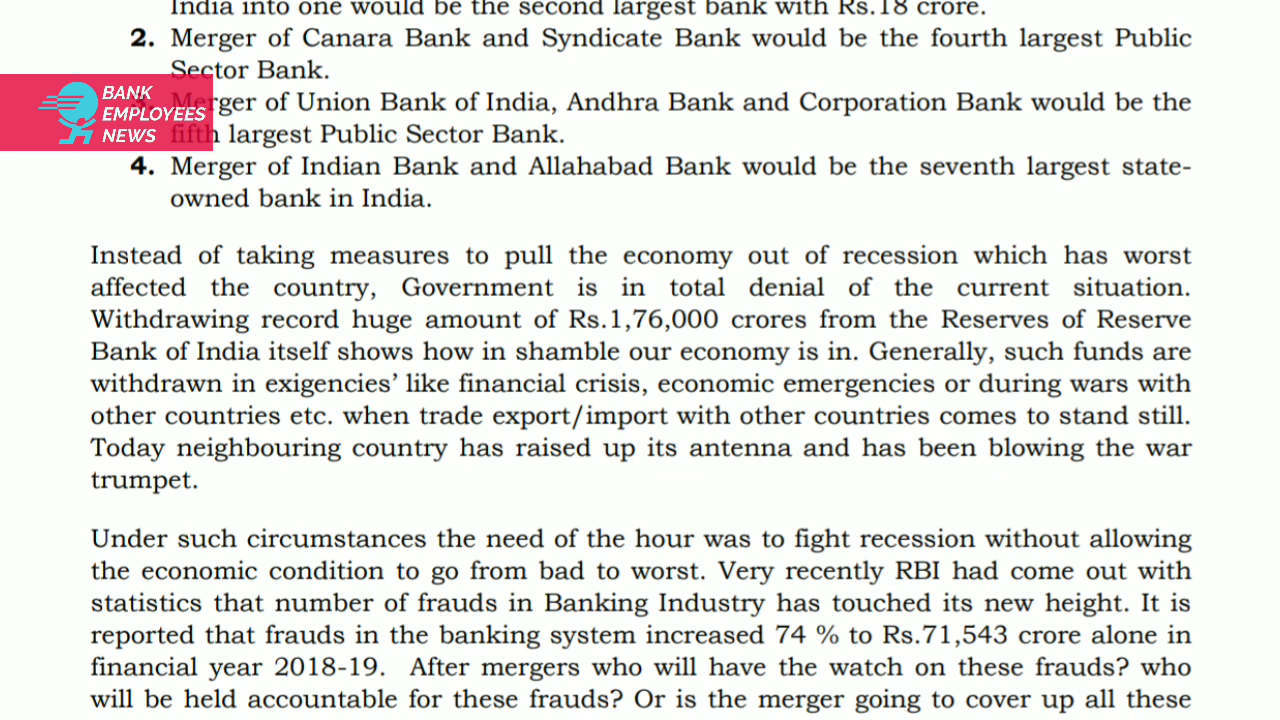 India into one would be the second largest bank with Rs.18 crore.
2. Merger of Canara Bank and Syndicate Bank would be the fourth largest Public
Sector Bank.
3. Merger of Union Bank of India, Andhra Bank and Corporation Bank would be the
fifth largest Public Sector Bank.
4. Merger of Indian Bank and Allahabad Bank would be the seventh largest state-
owned bank in India.
BANK
EMPLOYEES
NEWS
Instead of taking measures to pull the economy out of recession which has worst
affected the country, Government is in total denial of the current situation.
Withdrawing record huge amount of Rs.1,76,000 crores from the Reserves of Reserve
Bank of India itself shows how in shamble our economy is in. Generally, such funds are
withdrawn in exigencies’ like financial crisis, economic emergencies or during wars with
other countries etc. when trade export/import with other countries comes to stand still.
Today neighbouring country has raised up its antenna and has been blowing the war
trumpet.
Under such circumstances the need of the hour was to fight recession without allowing
the economic condition to go from bad to worst. Very recently RBI had come out with
statistics that number of frauds in Banking Industry has touched its new height. It is
reported that frauds in the banking system increased 74 % to Rs.71,543 crore alone in
financial year 2018-19. After mergers who will have the watch on these frauds? who
will be held accountable for these frauds? Or is the merger going to cover up all these